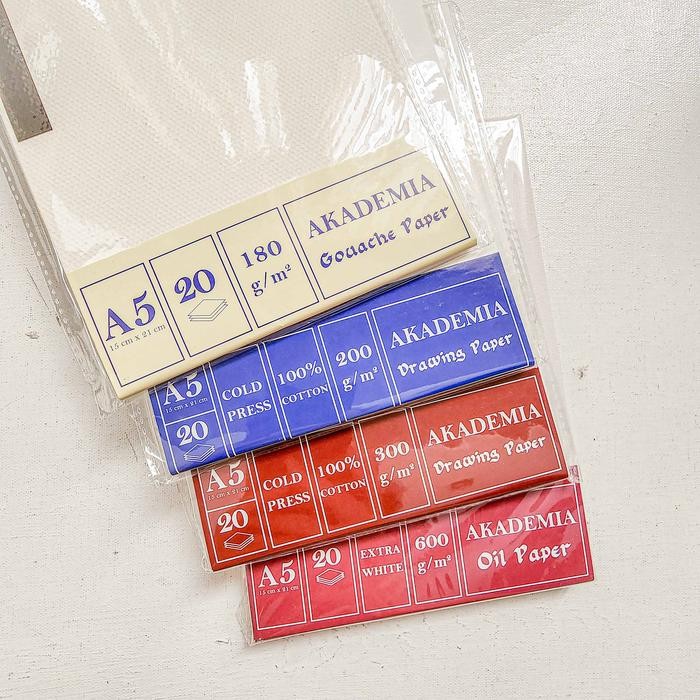 A5
15 cm x 21 cm
20
180
g/m²
AKADEMIA
Gouache Paper
A5
15 cm x 21 cm
20
COLD
PRESS
100%
COTTON
200
g/m²
AKADEMIA
Drawing Paper
A5
15 cm x 21 cm
20
COLD
PRESS
100%
COTTON
300
g/m²
AKADEMIA
Drawing Paper
A5
15 cm x 21 cm
20
EXTRA
WHITE
600
g/m²
AKADEMIA
Oil Paper